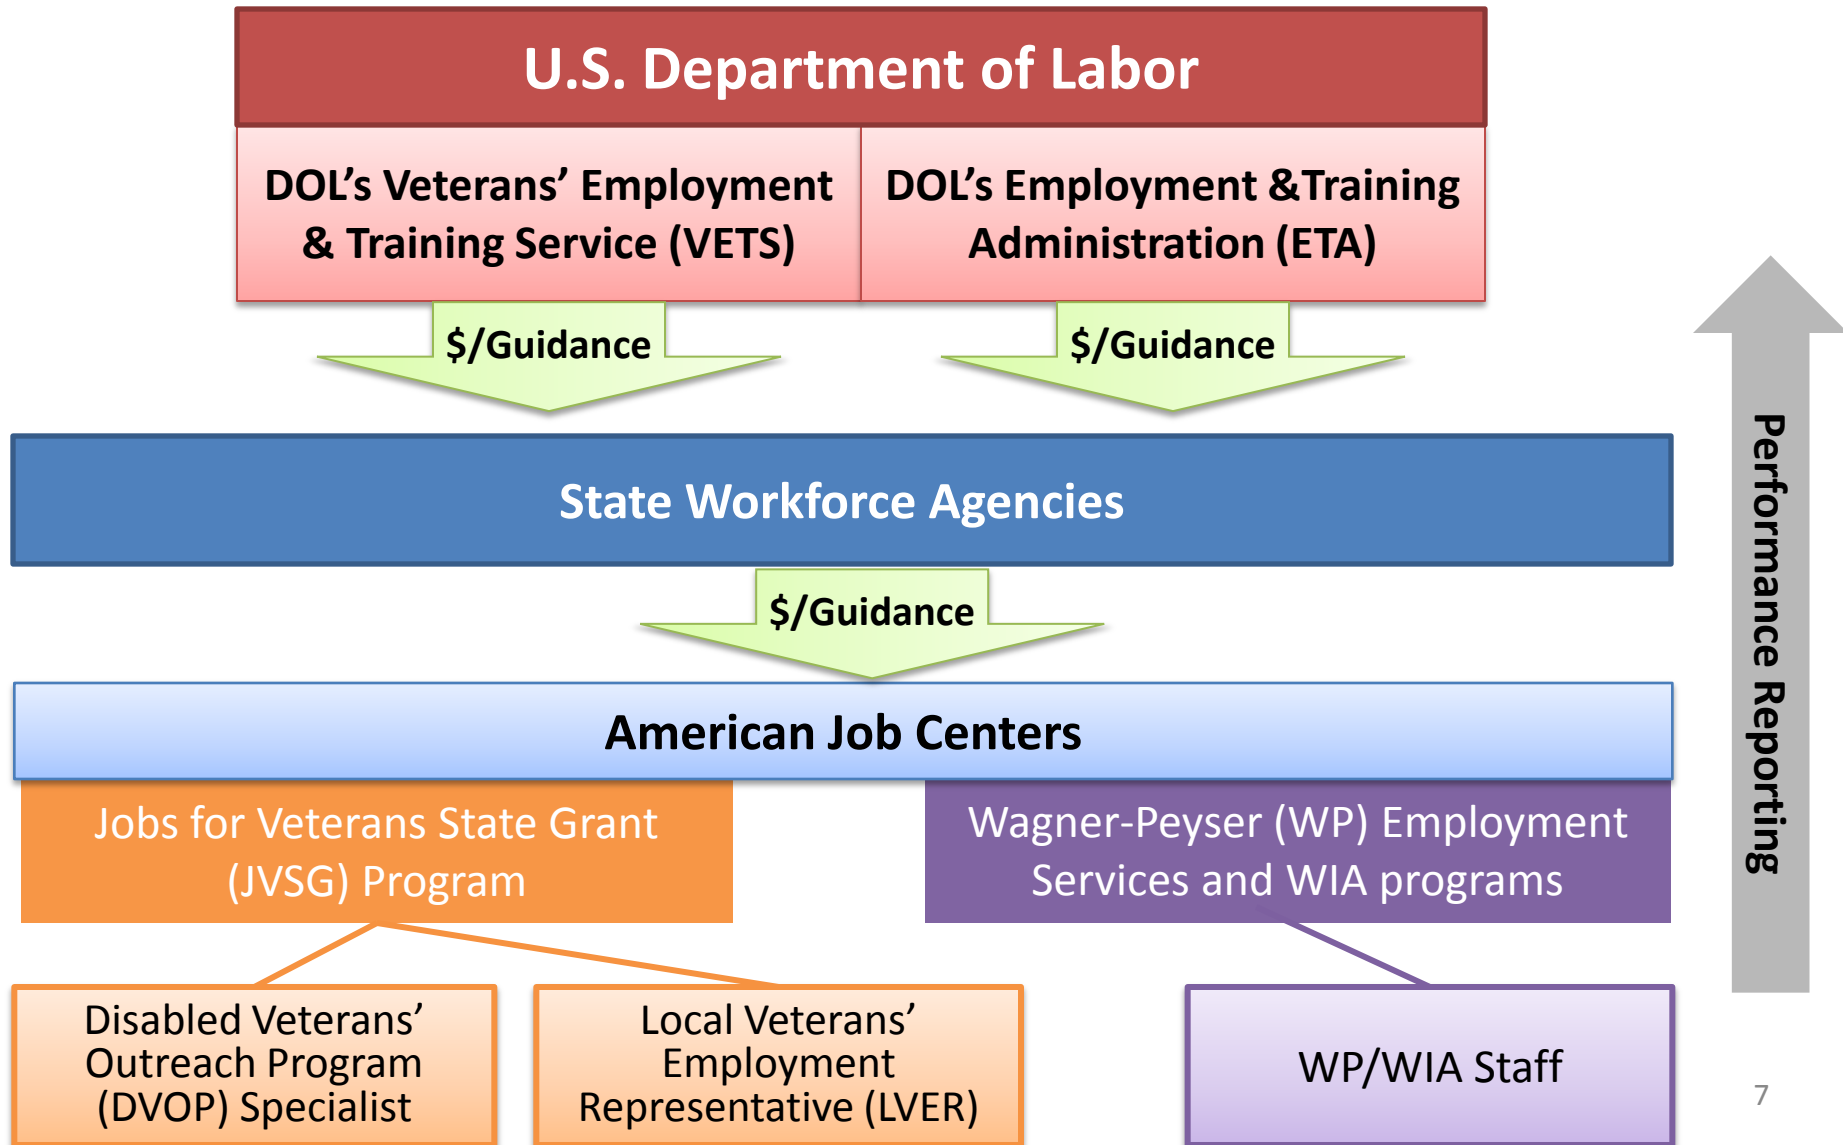 U.S. Department of Labor
DOL’s Veterans’ Employment
& Training Service (VETS)
DOL’s Employment &Training
Administration (ETA)
$/Guidance
$/Guidance
State Workforce Agencies
$/Guidance
American Job Centers
Jobs for Veterans State Grant
(JVSG) Program
Wagner-Peyser (WP) Employment
Services and WIA programs
Disabled Veterans’
Outreach Program
(DVOP) Specialist
Local Veterans’
Employment
Representative (LVER)
WP/WIA Staff
Performance Reporting
7